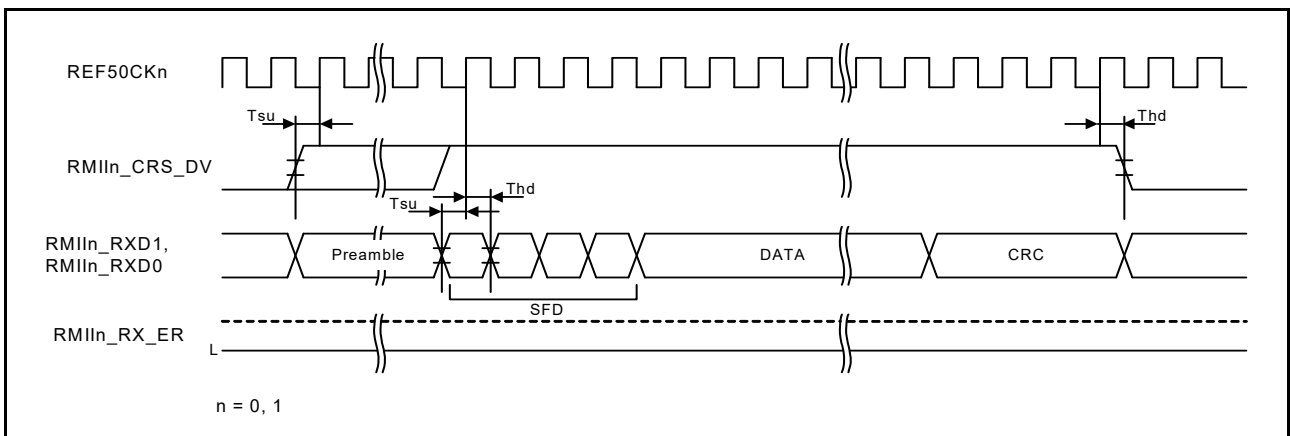 REF50CKn
Tsu
Thd
RMIIn_CRS_DV
Thd
Tsu
RMIIn_RXD1,
RMIIn_RXD0
Preamble
DATA
CRC
SFD
RMIIn_RX_ER
L
n = 0, 1